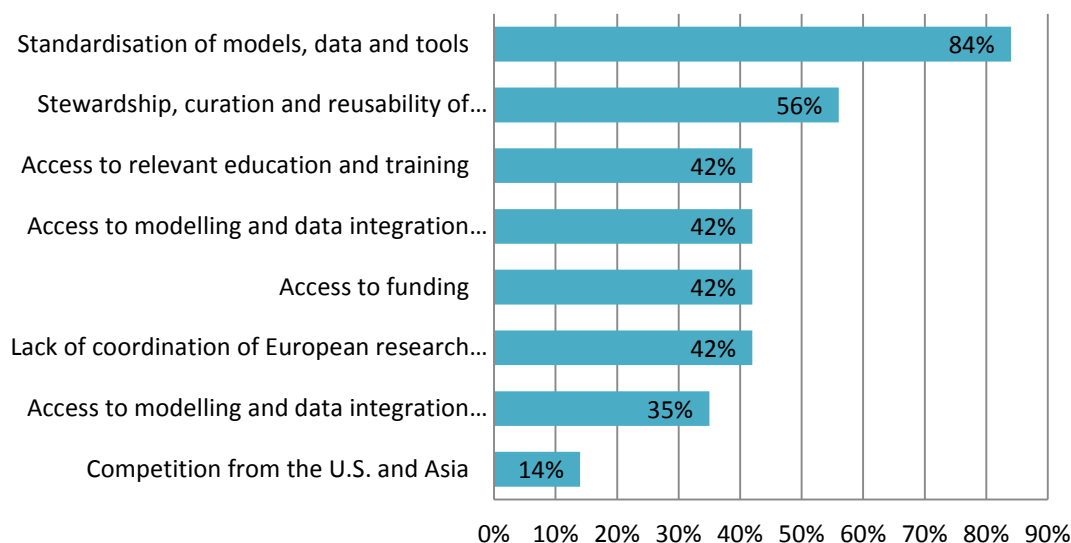 Standardisation of models, data and tools
84%
Stewardship, curation and reusability of...
56%
Access to relevant education and training
42%
Access to modelling and data integration...
42%
Access to funding
42%
Lack of coordination of European research...
42%
Access to modelling and data integration...
35%
Competition from the U.S. and Asia
14%
0% 10% 20% 30% 40% 50% 60% 70% 80% 90%